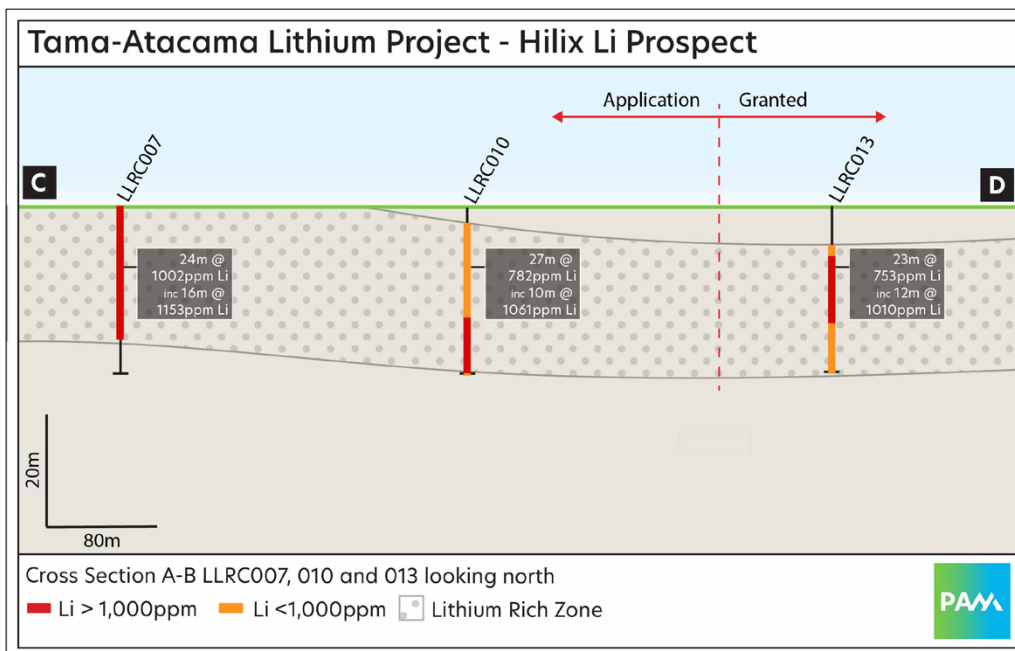 Tama-Atacama Lithium Project - Hilix Li Prospect
Application
Granted
LLRC007
LLRC010
LLRC013
C
D
24m @
1002ppm Li
inc 16m @
1153ppm Li
27m @
782ppm Li
inc 10m @
1061ppm Li
23m @
753ppm Li
inc 12m @
1010ppm Li
20m
80m
Cross Section A-B LLRC007, 010 and 013 looking north
Li > 1,000ppm
Li <1,000ppm
Lithium Rich Zone
PAM